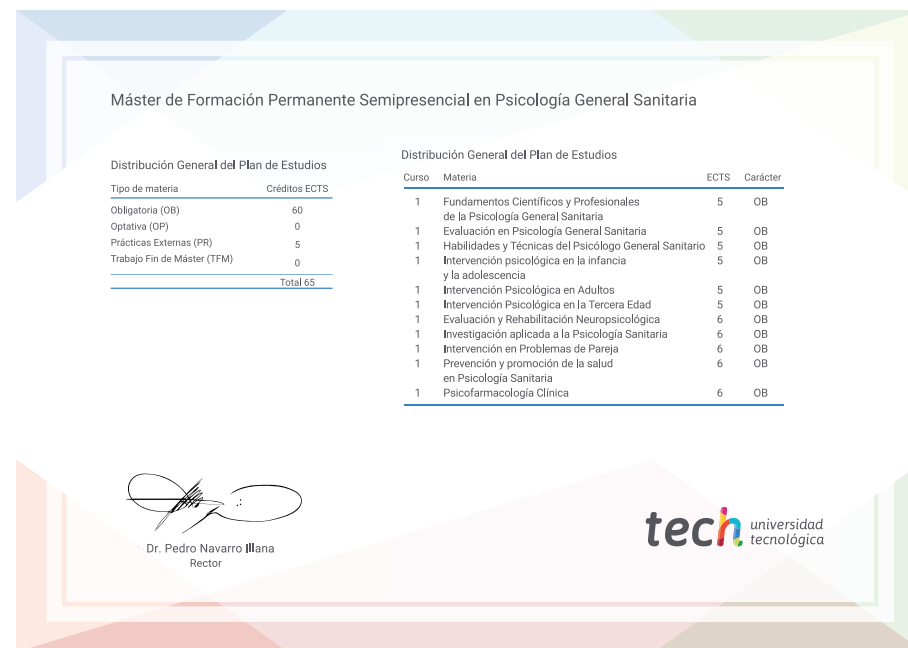 Máster de Formación Permanente Semipresencial en Psicología General Sanitaria
Distribución General del Plan de Estudios
Tipo de materia Créditos ECTS
Obligatoria (OB) 60
Optativa (OP) 0
Prácticas Externas (PR) 5
Trabajo Fin de Máster (TFM) 0
Total 65
Distribución General del Plan de Estudios
Curso Materia ECTS Carácter
1 Fundamentos Científicos y Profesionales 5 OB
de la Psicología General Sanitaria
1 Evaluación en Psicología General Sanitaria 5 OB
1 Habilidades y Técnicas del Psicólogo General Sanitario 5 OB
1 Intervención psicológica en la infancia 5 OB
y la adolescencia
1 Intervención Psicológica en Adultos 5 OB
1 Intervención Psicológica en la Tercera Edad 5 OB
1 Evaluación y Rehabilitación Neuropsicológica 6 OB
1 Investigación aplicada a la Psicología Sanitaria 6 OB
1 Intervención en Problemas de Pareja 6 OB
1 Prevención y promoción de la salud 6 OB
en Psicología Sanitaria
1 Psicofarmacología Clínica 6 OB
Dr. Pedro Navarro Illana
Rector
tech universidad
tecnológica